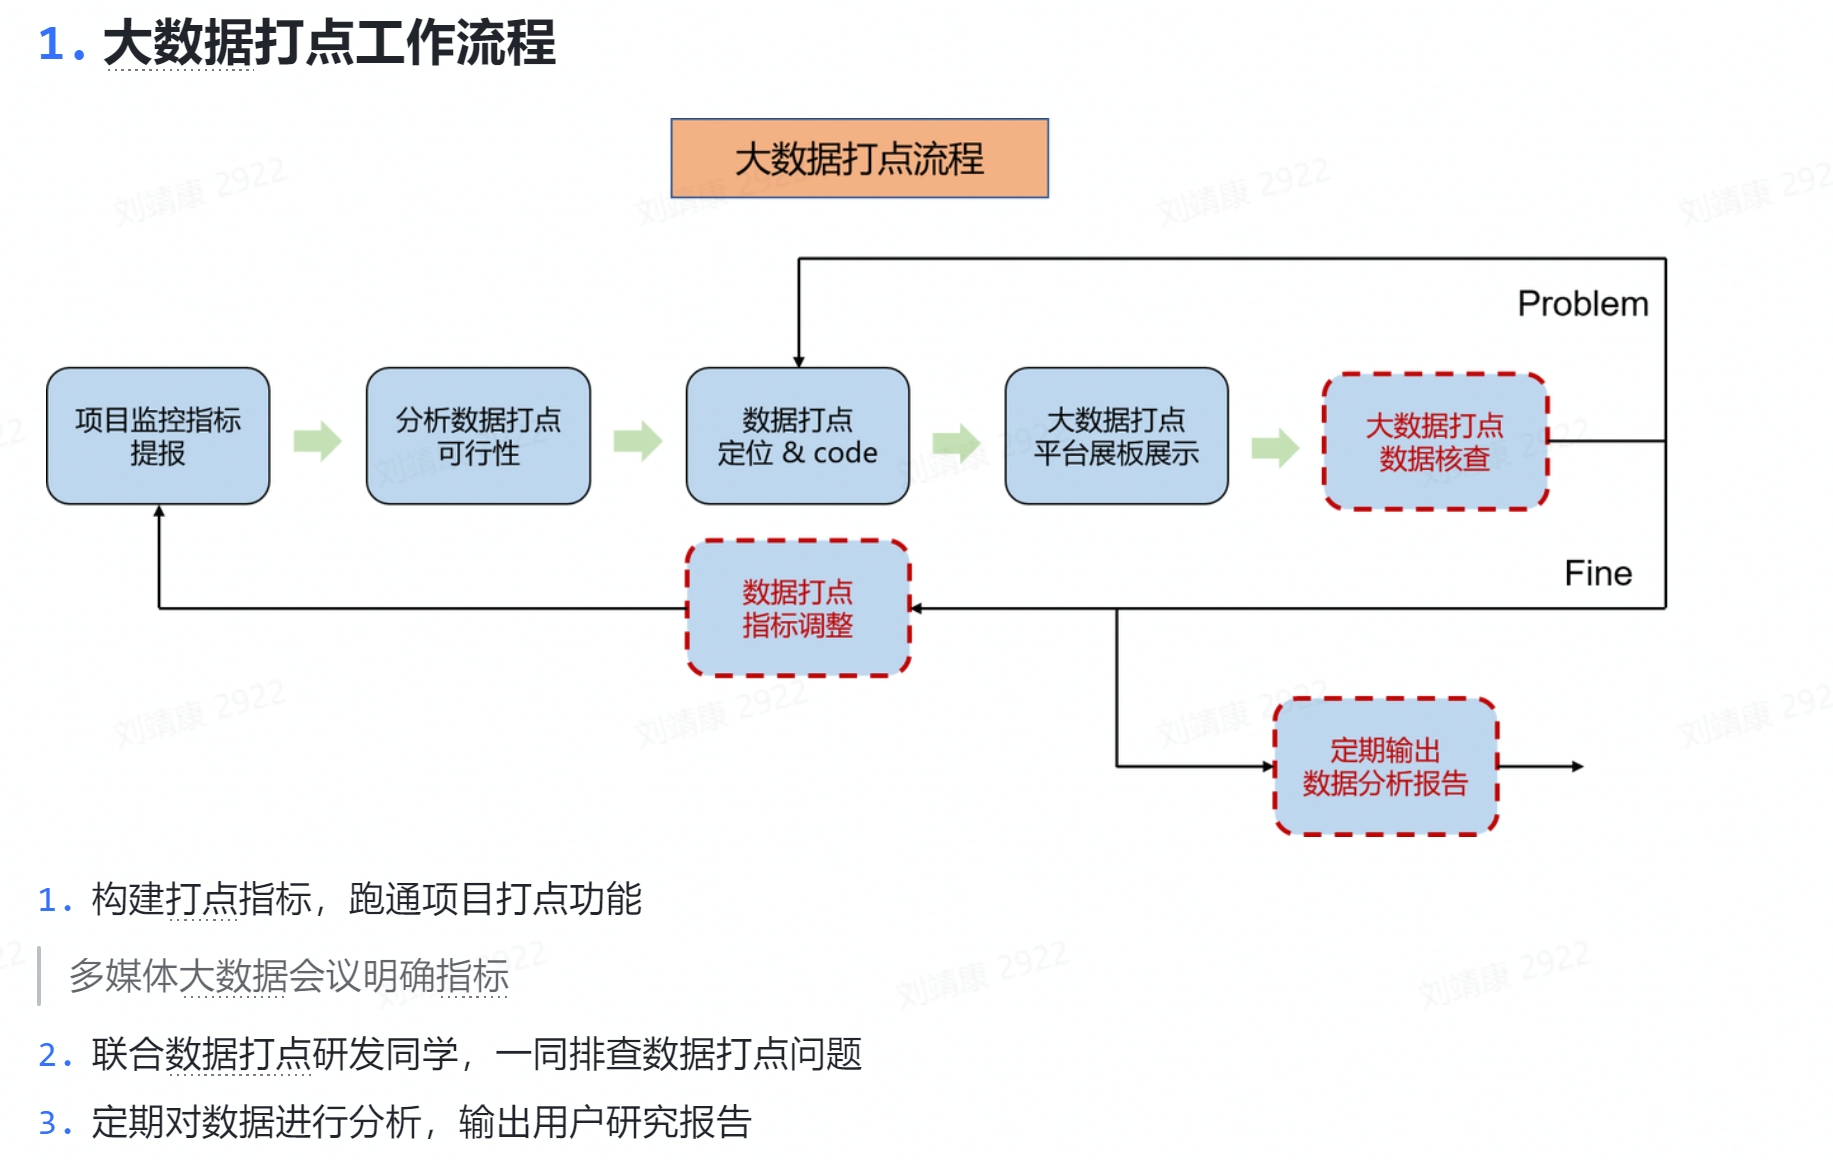 1. 大数据打点工作流程
大数据打点流程
Problem
项目监控指标
提报
分析数据打点
可行性
数据打点
定位 & code
大数据打点
平台展板展示
大数据打点
数据核查
Fine
数据打点
指标调整
定期输出
数据分析报告
1. 构建打点指标，跑通项目打点功能
多媒体大数据会议明确指标
2. 联合数据打点研发同学，一同排查数据打点问题
3. 定期对数据进行分析，输出用户研究报告
刘靖康 2922